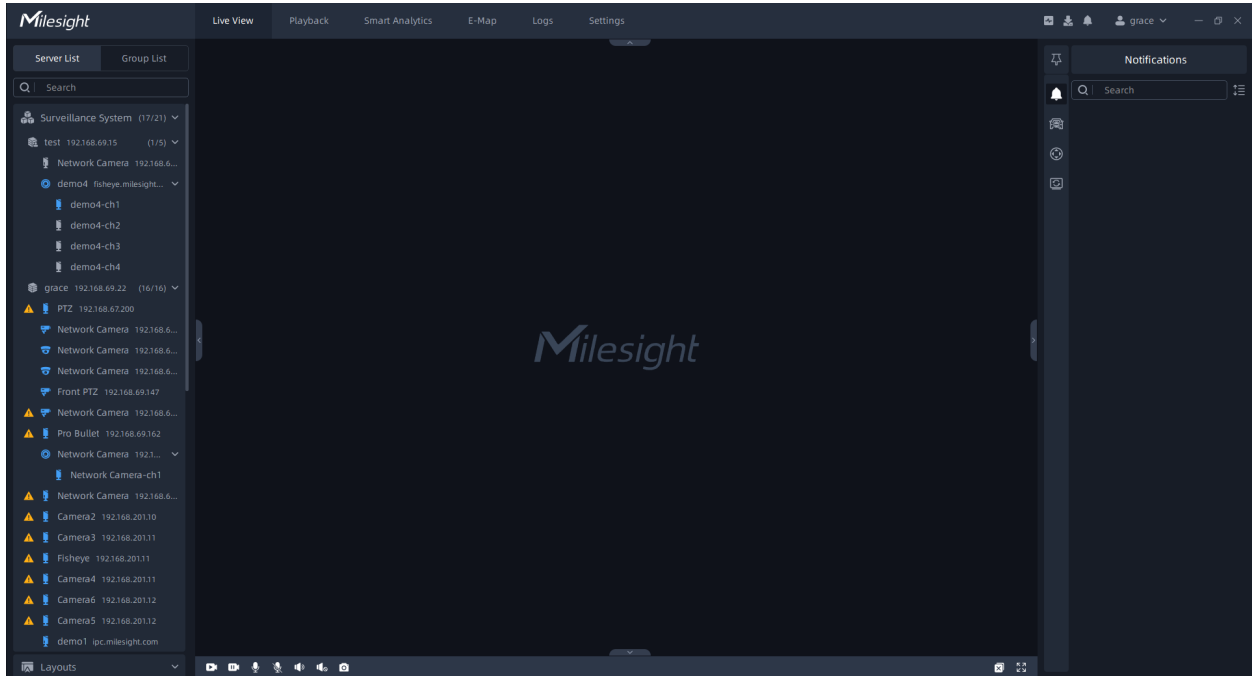 Milesight
Live View Playback Smart Analytics E-Map Logs Settings grace
Server List Group List
Search
Surveillance System (17/21)
test 192.168.69.15 (1/5)
Network Camera 192.168.6...
demo4 fisheye.milesight...
demo4-ch1
demo4-ch2
demo4-ch3
demo4-ch4
grace 192.168.69.22 (16/16)
PTZ 192.168.67.200
Network Camera 192.168.6...
Network Camera 192.168.6...
Network Camera 192.168.6...
Front PTZ 192.168.69.147
Network Camera 192.168.6...
Pro Bullet 192.168.69.162
Network Camera 192.1...
Network Camera-ch1
Network Camera 192.168.6...
Camera2 192.168.201.10
Camera3 192.168.201.11
Fisheye 192.168.201.11
Camera4 192.168.201.11
Camera6 192.168.201.12
Camera5 192.168.201.12
demo1 ipc.milesight.com
Layouts
Milesight
Notifications
Search